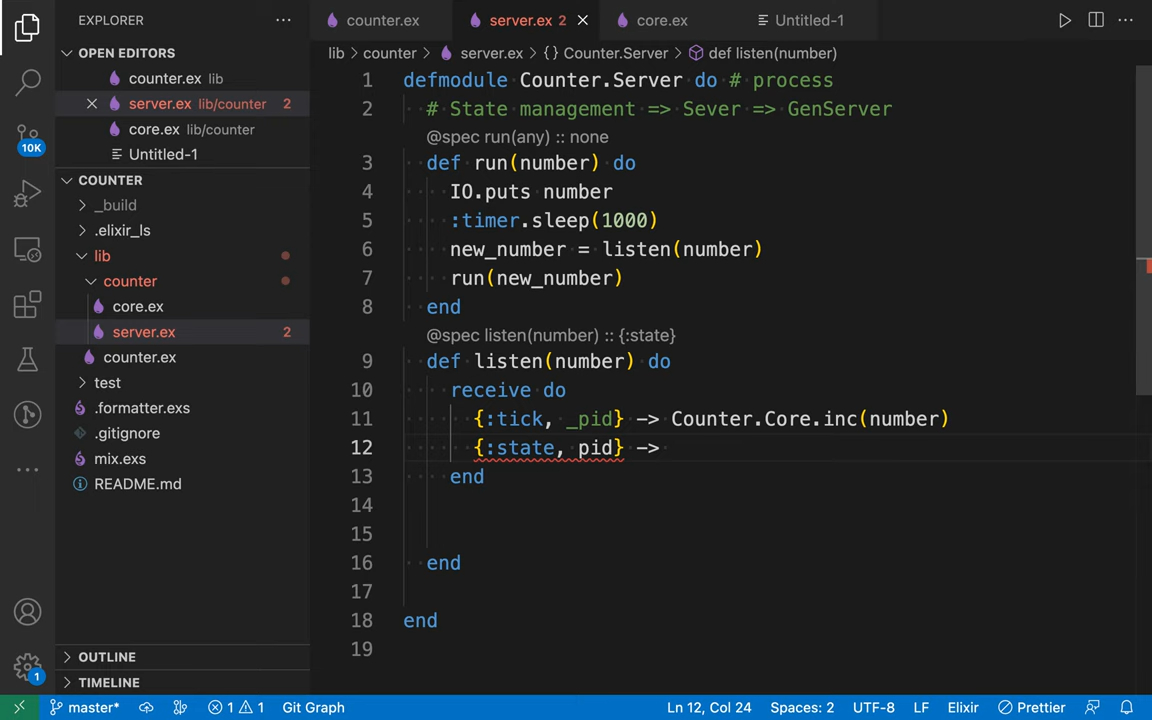 EXPLORER
OPEN EDITORS
counter.ex lib
server.ex lib/counter 2
core.ex lib/counter
Untitled-1
COUNTER
_build
.elixir_ls
lib
counter
core.ex
server.ex 2
counter.ex
test
.formatter.exs
.gitignore
mix.exs
README.md
OUTLINE
TIMELINE
10K
1
counter.ex server.ex 2 core.ex Untitled-1
lib > counter > server.ex > {} Counter.Server > def listen(number)
1 defmodule Counter.Server do # process
2 # State management => Sever => GenServer
@spec run(any) :: none
3 def run(number) do
4 IO.puts number
5 :timer.sleep(1000)
6 new_number = listen(number)
7 run(new_number)
8 end
@spec listen(number) :: {:state}
9 def listen(number) do
10 receive do
11 {:tick, _pid} -> Counter.Core.inc(number)
12 {:state, pid} ->
13 end
14
15
16 end
17
18 end
19
master* 1 1 Git Graph Ln 12, Col 24 Spaces: 2 UTF-8 LF Elixir Prettier